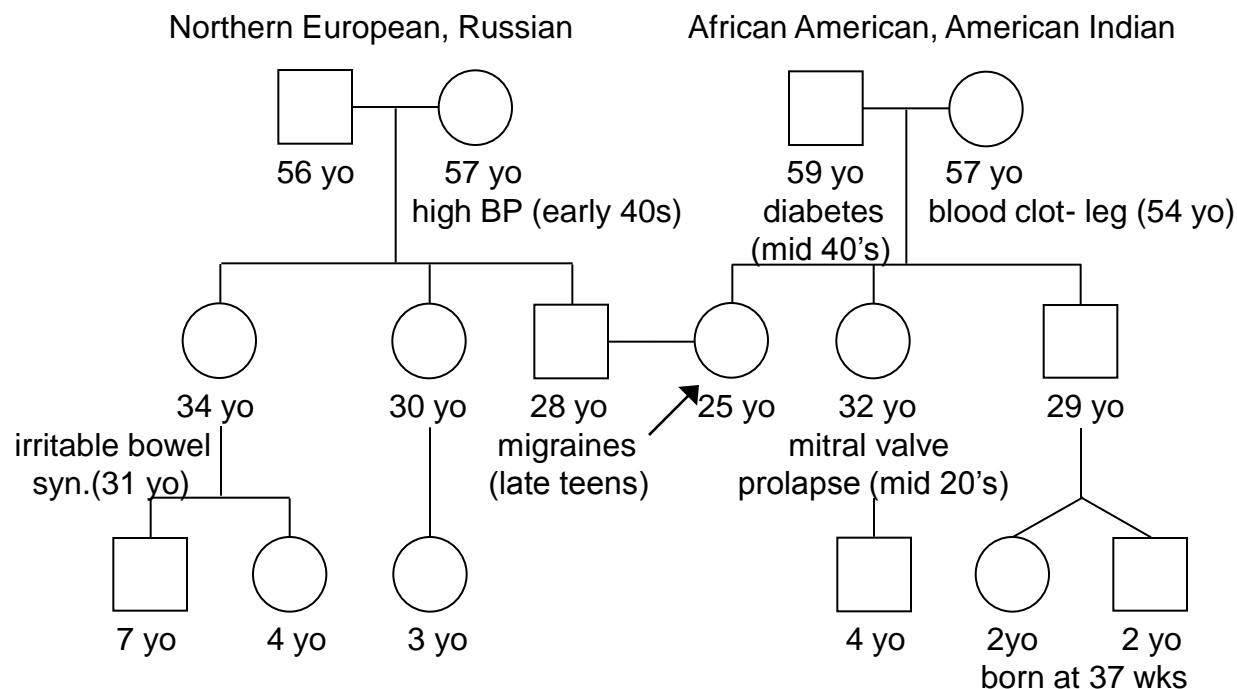 Northern European, Russian
African American, American Indian
56 yo
57 yo
high BP (early 40s)
59 yo
diabetes
(mid 40’s)
57 yo
blood clot- leg (54 yo)
34 yo
irritable bowel
syn.(31 yo)
30 yo
28 yo
migraines
(late teens)
25 yo
32 yo
mitral valve
prolapse (mid 20’s)
29 yo
7 yo
4 yo
3 yo
4 yo
2yo
2 yo
born at 37 wks